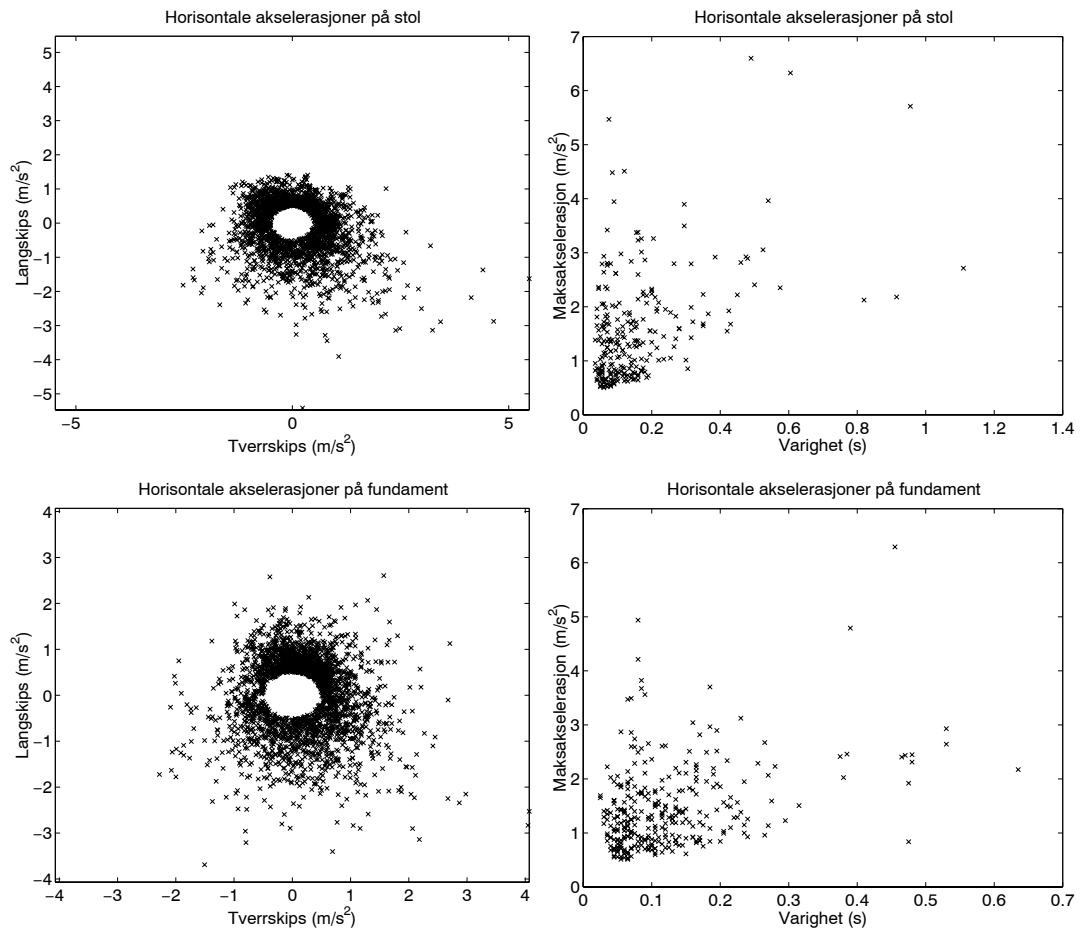 Horisontale akselerasjoner på stol
Langskips (m/s²)
5
4
3
2
1
0
−1
−2
−3
−4
−5
−5 0 5
Tverrskips (m/s²)
Horisontale akselerasjoner på stol
Maksakselerasjon (m/s²)
7
6
5
4
3
2
1
0
0 0.2 0.4 0.6 0.8 1 1.2 1.4
Varighet (s)
Horisontale akselerasjoner på fundament
Langskips (m/s²)
4
3
2
1
0
−1
−2
−3
−4
−4 −3 −2 −1 0 1 2 3 4
Tverrskips (m/s²)
Horisontale akselerasjoner på fundament
Maksakselerasjon (m/s²)
7
6
5
4
3
2
1
0
0 0.1 0.2 0.3 0.4 0.5 0.6 0.7
Varighet (s)